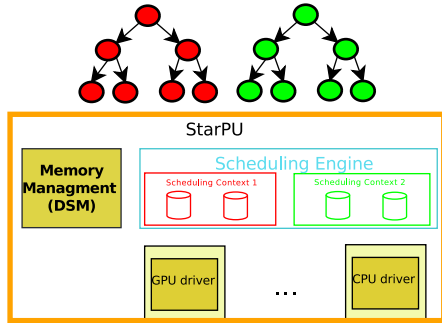 StarPU
Memory
Managment
(DSM)
Scheduling Engine
Scheduling Context 1
Scheduling Context 2
GPU driver
...
CPU driver